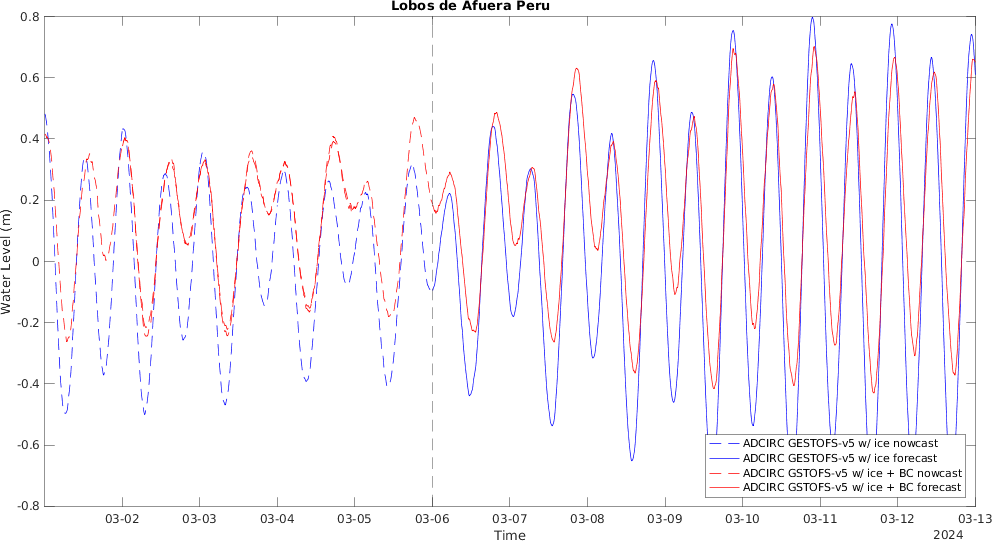 Lobos de Afuera Peru
0.8
0.6
0.4
0.2
0
-0.2
-0.4
-0.6
-0.8
Water Level (m)
ADCIRC GESTOFS-v5 w/ ice nowcast
ADCIRC GESTOFS-v5 w/ ice forecast
ADCIRC GSTOFS-v5 w/ ice + BC nowcast
ADCIRC GSTOFS-v5 w/ ice + BC forecast
03-02 03-03 03-04 03-05 03-06 03-07 03-08 03-09 03-10 03-11 03-12 03-13
Time
2024